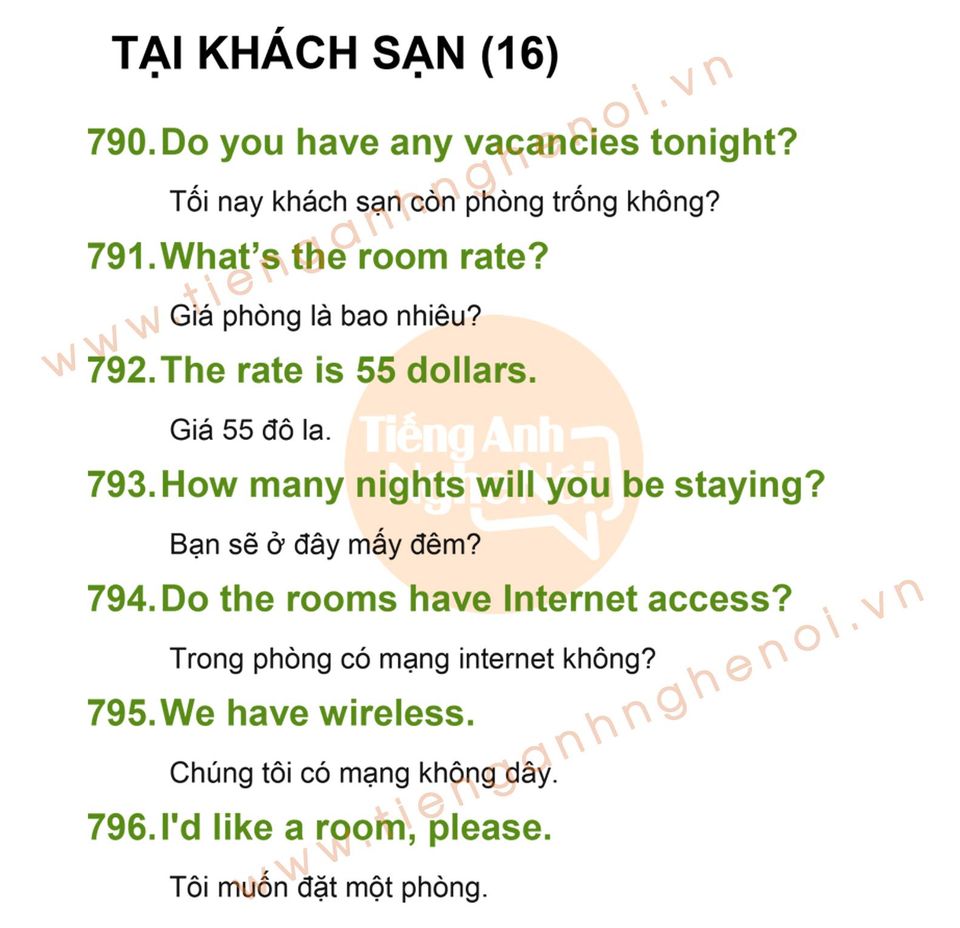 TẠI KHÁCH SẠN (16)
790. Do you have any vacancies tonight?
Tối nay khách sạn còn phòng trống không?
791. What’s the room rate?
Giá phòng là bao nhiêu?
792. The rate is 55 dollars.
Giá 55 đô la.
Tiếng Anh
Nghe Nói
793. How many nights will you be staying?
Bạn sẽ ở đây mấy đêm?
794. Do the rooms have Internet access?
Trong phòng có mạng internet không?
795. We have wireless.
Chúng tôi có mạng không dây.
796. I'd like a room, please.
Tôi muốn đặt một phòng.
www.tienganhnghenoi.vn
www.tienganhnghenoi.vn